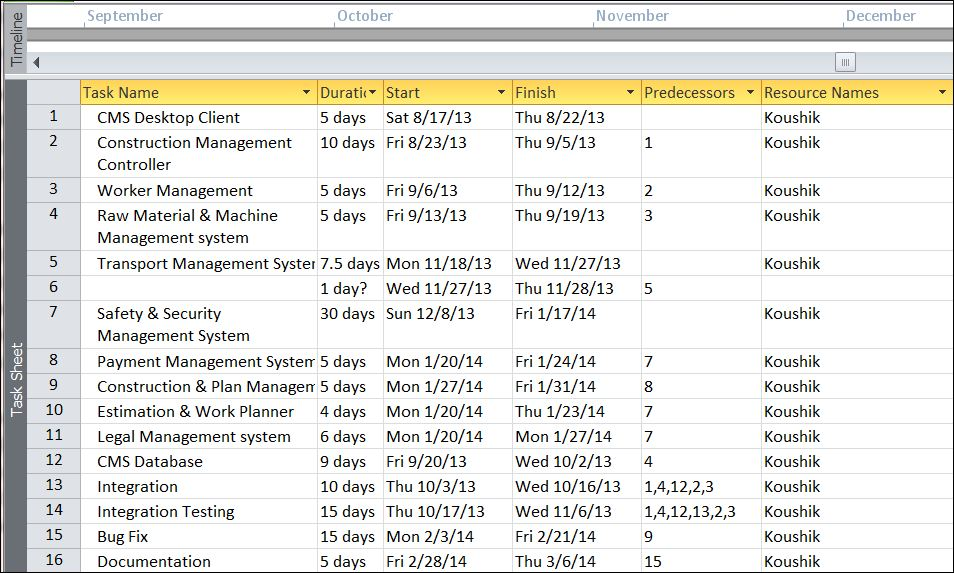 September October November December
Timeline
Task Name Duratic Start Finish Predecessors Resource Names
1 CMS Desktop Client 5 days Sat 8/17/13 Thu 8/22/13 Koushik
2 Construction Management 10 days Fri 8/23/13 Thu 9/5/13 1 Koushik
Controller
3 Worker Management 5 days Fri 9/6/13 Thu 9/12/13 2 Koushik
4 Raw Material & Machine 5 days Fri 9/13/13 Thu 9/19/13 3 Koushik
Management system
5 Transport Management System 7.5 days Mon 11/18/13 Wed 11/27/13 Koushik
6 1 day? Wed 11/27/13 Thu 11/28/13 5
7 Safety & Security 30 days Sun 12/8/13 Fri 1/17/14 Koushik
Management System
8 Payment Management System 5 days Mon 1/20/14 Fri 1/24/14 7 Koushik
9 Construction & Plan Managem 5 days Mon 1/27/14 Fri 1/31/14 8 Koushik
10 Estimation & Work Planner 4 days Mon 1/20/14 Thu 1/23/14 7 Koushik
11 Legal Management system 6 days Mon 1/20/14 Mon 1/27/14 7 Koushik
12 CMS Database 9 days Fri 9/20/13 Wed 10/2/13 4 Koushik
13 Integration 10 days Thu 10/3/13 Wed 10/16/13 1,4,12,2,3 Koushik
14 Integration Testing 15 days Thu 10/17/13 Wed 11/6/13 1,4,12,13,2,3 Koushik
15 Bug Fix 15 days Mon 2/3/14 Fri 2/21/14 9 Koushik
16 Documentation 5 days Fri 2/28/14 Thu 3/6/14 15 Koushik
Task Sheet